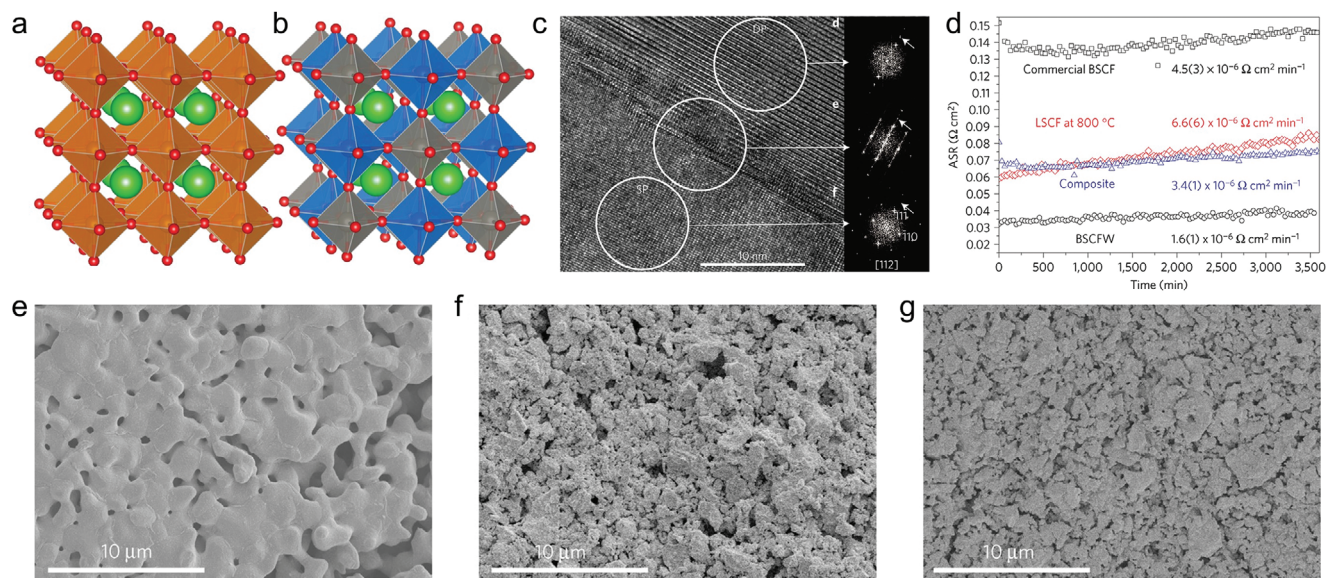 a
b
c
d
DP
d
e
f
SP
10 nm
111
110
[112]
0.15
0.14
0.13
0.12
0.11
0.10
0.09
0.08
0.07
0.06
0.05
0.04
0.03
0.02
ASR (Ω cm²)
Commercial BSCF 4.5(3) × 10⁻⁶ Ω cm² min⁻¹
LSCF at 800 °C 6.6(6) x 10⁻⁶ Ω cm² min⁻¹
Composite 3.4(1) x 10⁻⁶ Ω cm² min⁻¹
BSCFW 1.6(1) x 10⁻⁶ Ω cm² min⁻¹
0 500 1,000 1,500 2,000 2,500 3,000 3,500
Time (min)
e
f
g
10 μm
10 μm
10 μm